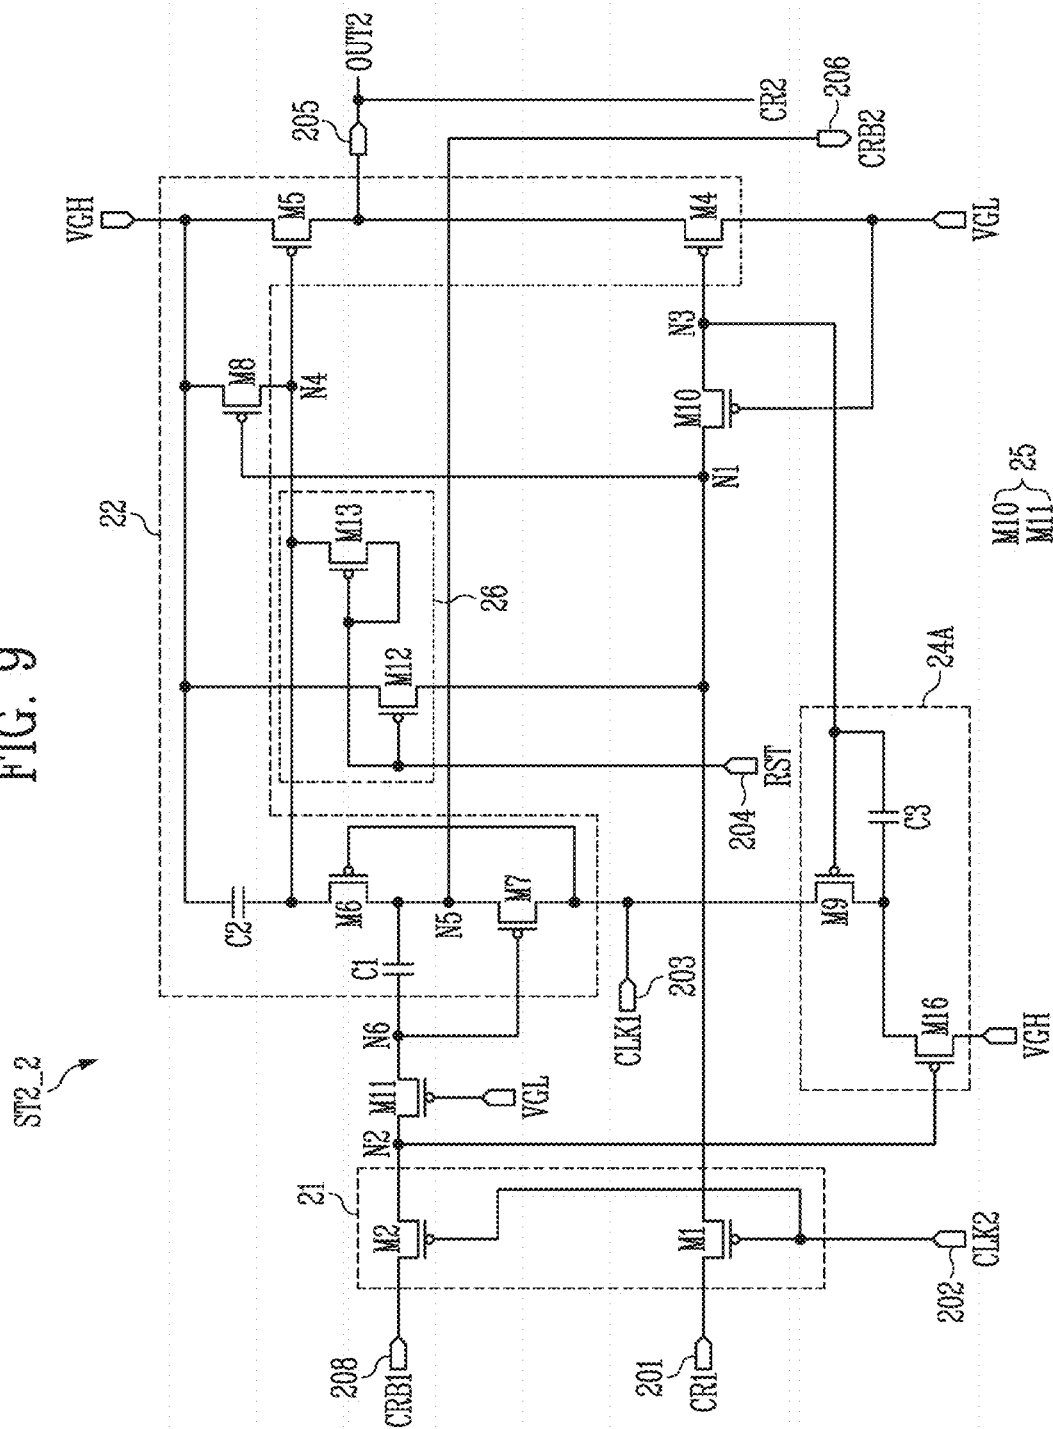 FIG. 9
ST2_2
22
VGH
OUT2
205
CR2
206
CRB2
M5
M8
N4
M13
M12
26
C2
M6
C1
N5
M7
N6
M11
N2
VGL
21
M2
M1
208
CRB1
201
CR1
202
CLK2
CLK1
203
204
RST
N1
M10
N3
M4
VGL
24A
M9
C3
M16
VGH
M10
M11
25